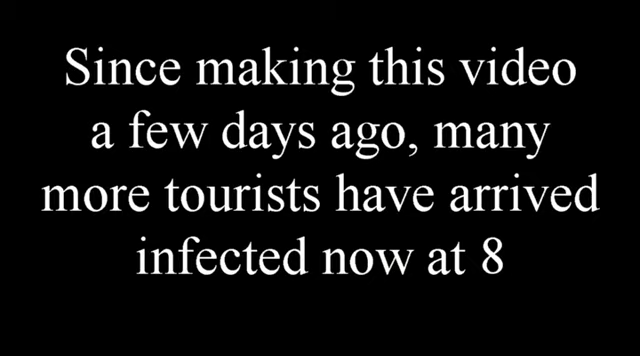 Since making this video
a few days ago, many
more tourists have arrived
infected now at 8